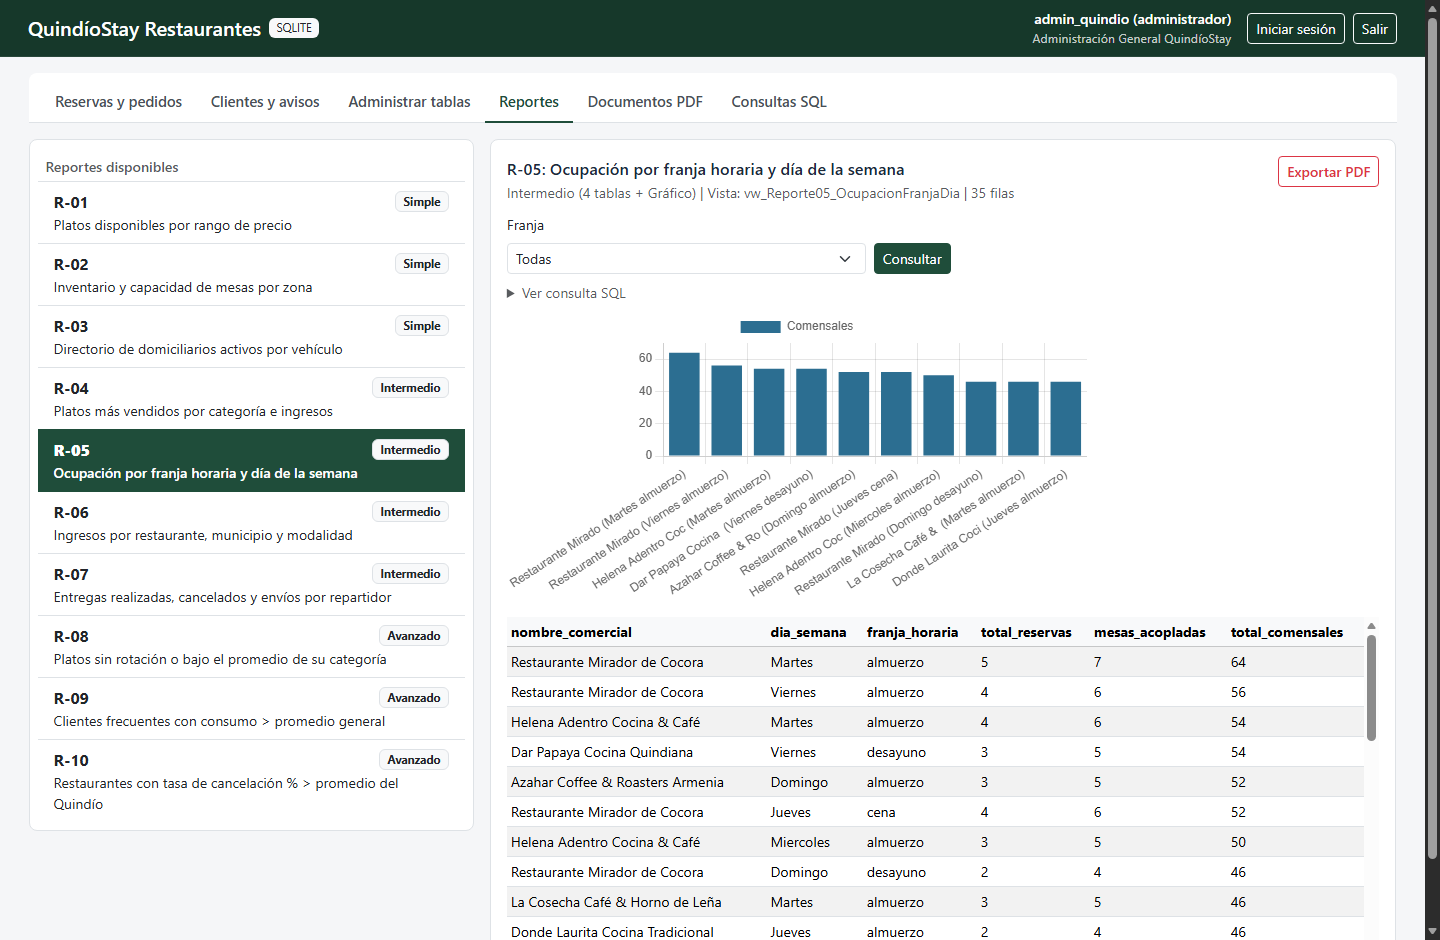 QuindíoStay Restaurantes SQLITE
admin_quindio (administrador)
Administración General QuindíoStay
Iniciar sesión
Salir
Reservas y pedidos
Clientes y avisos
Administrar tablas
Reportes
Documentos PDF
Consultas SQL
Reportes disponibles
R-01 Simple
Platos disponibles por rango de precio
R-02 Simple
Inventario y capacidad de mesas por zona
R-03 Simple
Directorio de domiciliarios activos por vehículo
R-04 Intermedio
Platos más vendidos por categoría e ingresos
R-05 Intermedio
Ocupación por franja horaria y día de la semana
R-06 Intermedio
Ingresos por restaurante, municipio y modalidad
R-07 Intermedio
Entregas realizadas, cancelados y envíos por repartidor
R-08 Avanzado
Platos sin rotación o bajo el promedio de su categoría
R-09 Avanzado
Clientes frecuentes con consumo > promedio general
R-10 Avanzado
Restaurantes con tasa de cancelación % > promedio del
Quindío
R-05: Ocupación por franja horaria y día de la semana
Intermedio (4 tablas + Gráfico) | Vista: vw_Reporte05_OcupacionFranjaDia | 35 filas
Exportar PDF
Franja
Todas
Consultar
Ver consulta SQL
Comensales
60
40
20
0
Restaurante Mirado (Martes almuerzo)
Restaurante Mirado (Viernes almuerzo)
Helena Adentro Coc (Martes almuerzo)
Dar Papaya Cocina (Viernes desayuno)
Azahar Coffee & Ro (Domingo almuerzo)
Restaurante Mirado (Jueves cena)
Helena Adentro Coc (Miercoles almuerzo)
Restaurante Mirado (Domingo desayuno)
La Cosecha Café & (Martes almuerzo)
Donde Laurita Coci (Jueves almuerzo)
nombre_comercial dia_semana franja_horaria total_reservas mesas_acopladas total_comensales
Restaurante Mirador de Cocora Martes almuerzo 5 7 64
Restaurante Mirador de Cocora Viernes almuerzo 4 6 56
Helena Adentro Cocina & Café Martes almuerzo 4 6 54
Dar Papaya Cocina Quindiana Viernes desayuno 3 5 54
Azahar Coffee & Roasters Armenia Domingo almuerzo 3 5 52
Restaurante Mirador de Cocora Jueves cena 4 6 52
Helena Adentro Cocina & Café Miercoles almuerzo 3 5 50
Restaurante Mirador de Cocora Domingo desayuno 2 4 46
La Cosecha Café & Horno de Leña Martes almuerzo 3 5 46
Donde Laurita Cocina Tradicional Jueves almuerzo 2 4 46